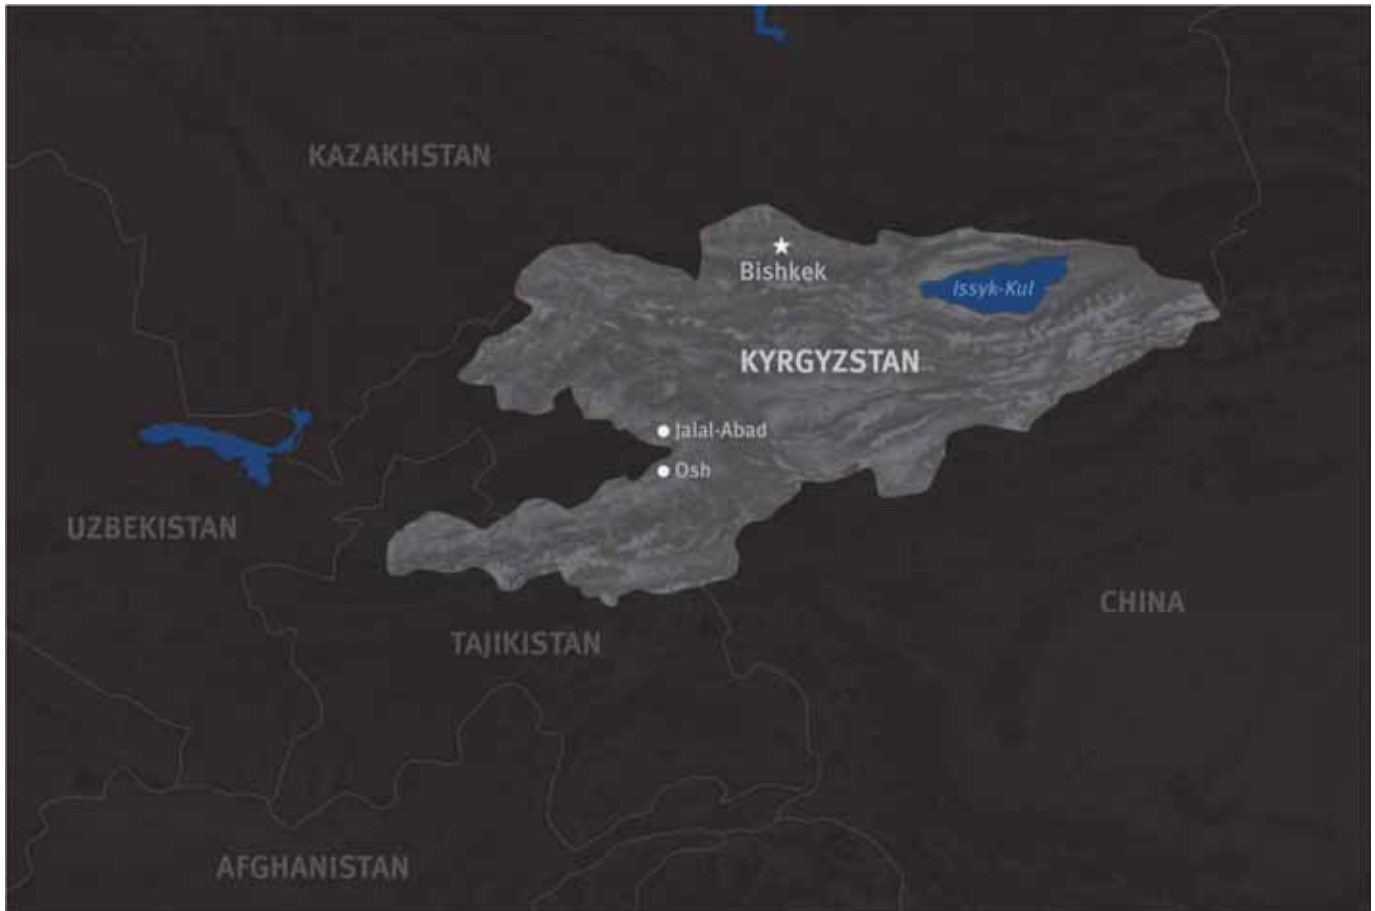 KAZAKHSTAN
Bishkek
Issyk-Kul
KYRGYZSTAN
Jalal-Abad
Osh
UZBEKISTAN
CHINA
TAJIKISTAN
AFGHANISTAN